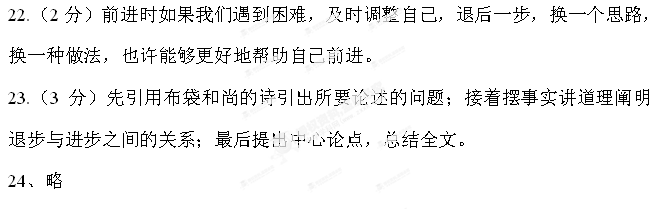 22.（2 分）前进时如果我们遇到困难，及时调整自己，退后一步，换一个思路，
换一种做法，也许能够更好地帮助自己前进。
23.（3 分）先引用布袋和尚的诗引出所要论述的问题；接着摆事实讲道理阐明
退步与进步之间的关系；最后提出中心论点，总结全文。
24、略